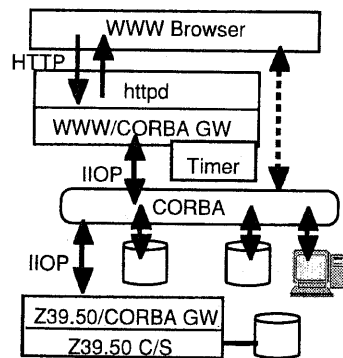 WWW Browser
HTTP
httpd
WWW/CORBA GW
Timer
IIOP
CORBA
IIOP
Z39.50/CORBA GW
Z39.50 C/S